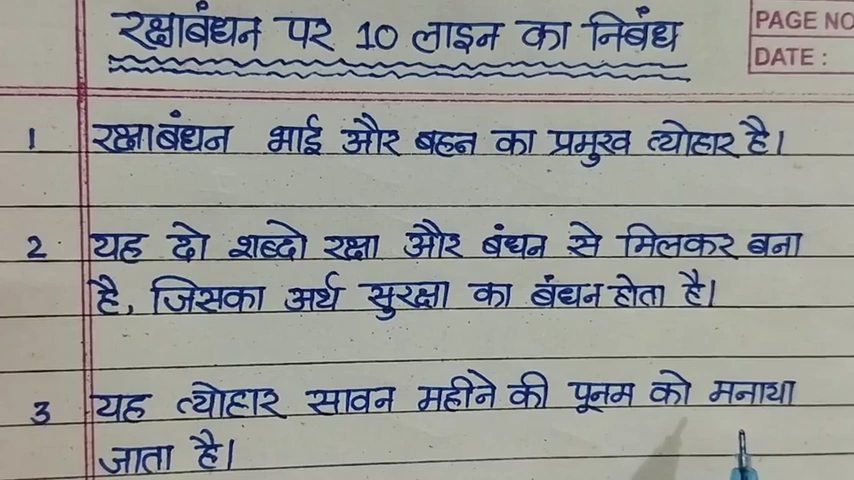 रक्षाबंधन पर 10 लाइन का निबंध
PAGE NO
DATE :
1 रक्षाबंधन भाई और बहन का प्रमुख त्योहार है।
2 यह दो शब्दो रक्षा और बंधन से मिलकर बना
है, जिसका अर्थ सुरक्षा का बंधन होता है।
3 यह त्योहार सावन महीने की पूनम को मनाया
जाता है।